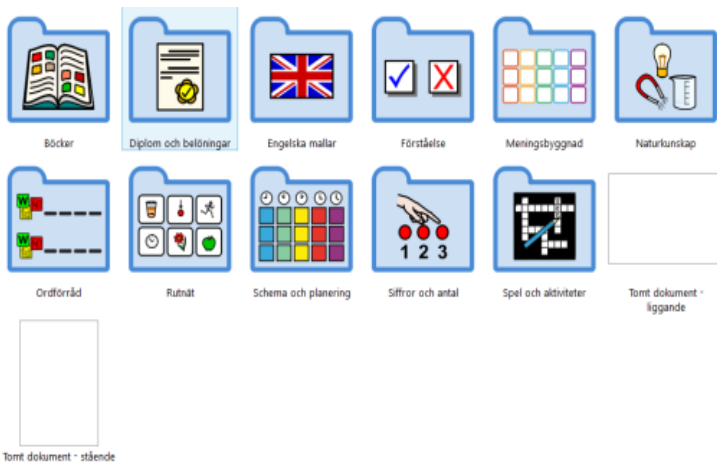 Böcker
Diplom och belöningar
Engelska mallar
Förståelse
Meningsbyggnad
Naturkunskap
Ordförråd
Rutnät
Schema och planering
1 2 3
Siffror och antal
Spel och aktiviteter
Tomt dokument - liggande
Tomt dokument - stående